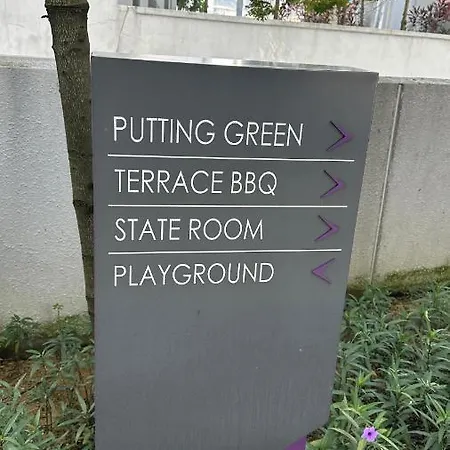 PUTTING GREEN
TERRACE BBQ
STATE ROOM
PLAYGROUND